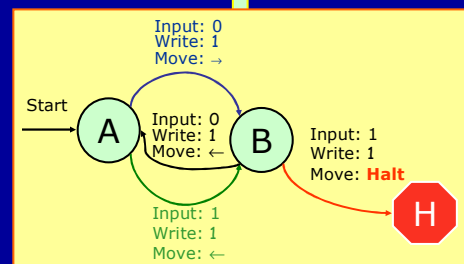 Input: 0
Write: 1
Move: →
Start
A
Input: 0
Write: 1
Move: ←
B
Input: 1
Write: 1
Move: Halt
H
Input: 1
Write: 1
Move: ←